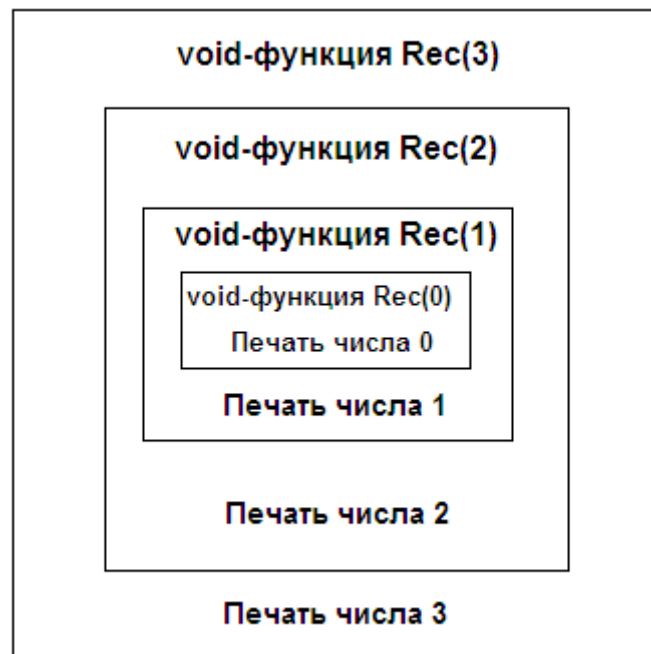 void-функция Rec(3)
void-функция Rec(2)
void-функция Rec(1)
void-функция Rec(0)
Печать числа 0
Печать числа 1
Печать числа 2
Печать числа 3